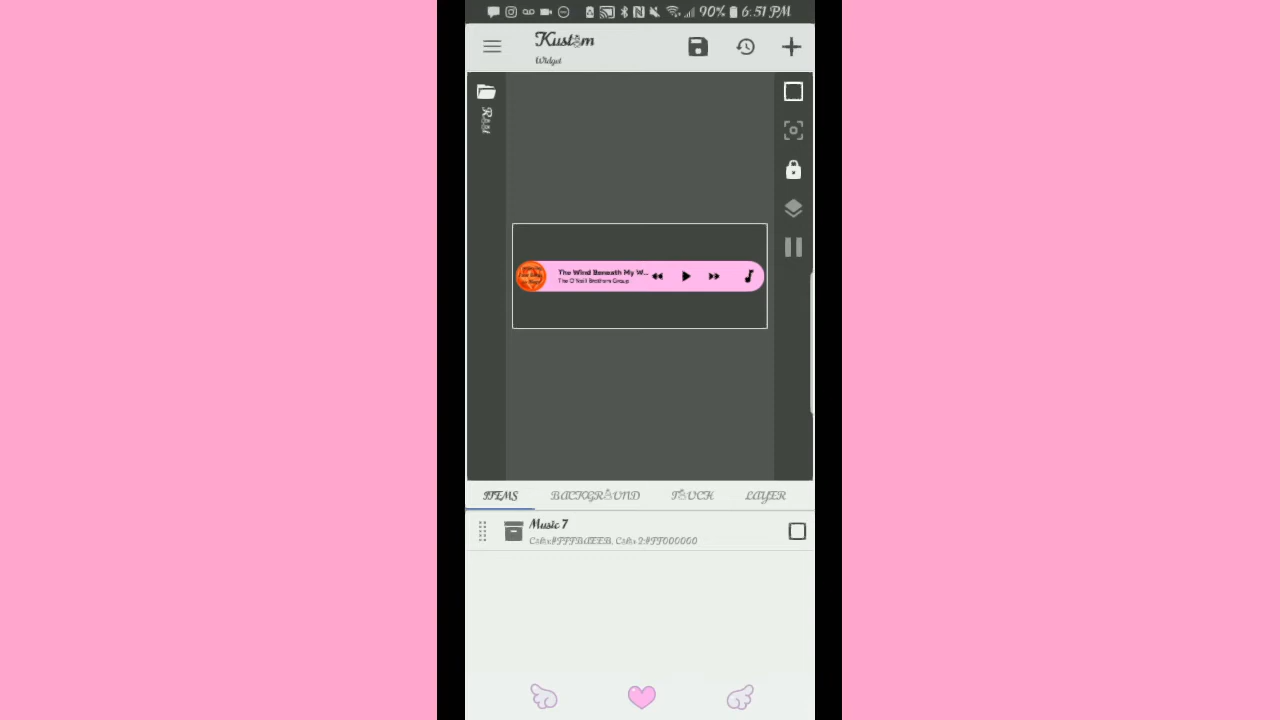 90% 6:51 PM
Kustom
Widget
Root
The Wind Beneath My W...
The O'Neill Brothers Group
ITEMS BACKGROUND TOUCH LAYER
Music 7